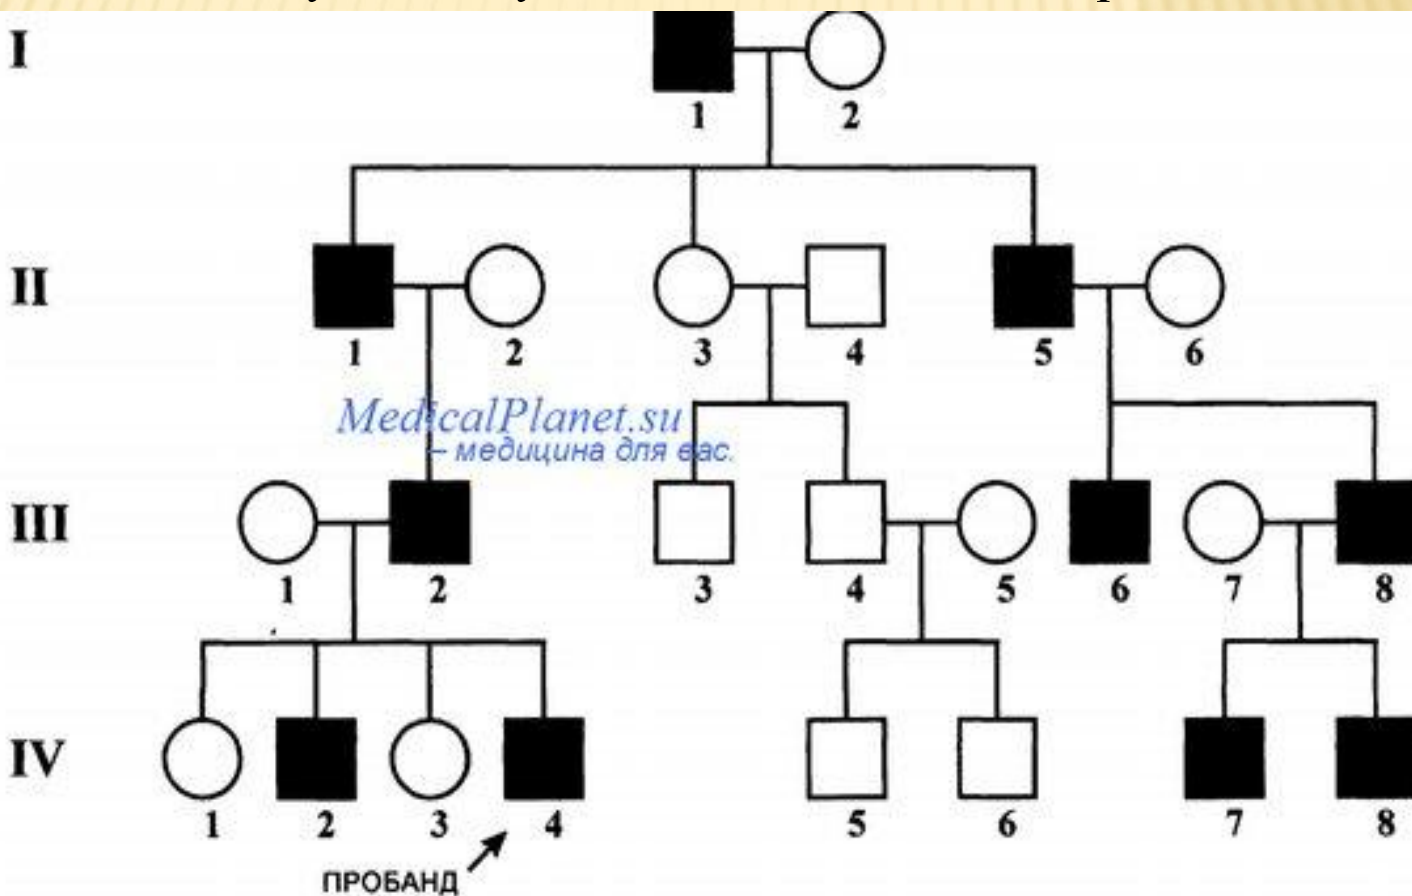 I
1 2
II
1 2 3 4 5 6
MedicalPlanet.su
– медицина для вас.
III
1 2 3 4 5 6 7 8
IV
1 2 3 4 5 6 7 8
ПРОБАНД